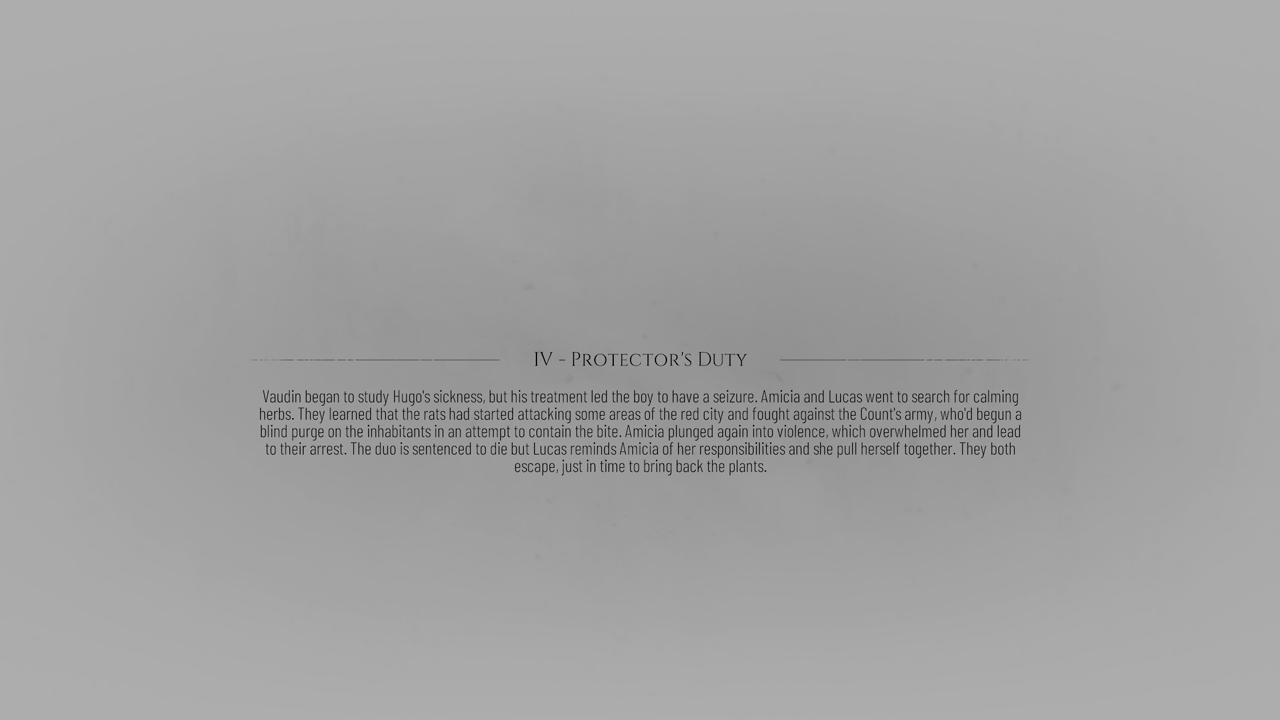 IV - Protector's Duty
Vaudin began to study Hugo's sickness, but his treatment led the boy to have a seizure. Amicia and Lucas went to search for calming
herbs. They learned that the rats had started attacking some areas of the red city and fought against the Count's army, who'd begun a
blind purge on the inhabitants in an attempt to contain the bite. Amicia plunged again into violence, which overwhelmed her and lead
to their arrest. The duo is sentenced to die but Lucas reminds Amicia of her responsibilities and she pull herself together. They both
escape, just in time to bring back the plants.